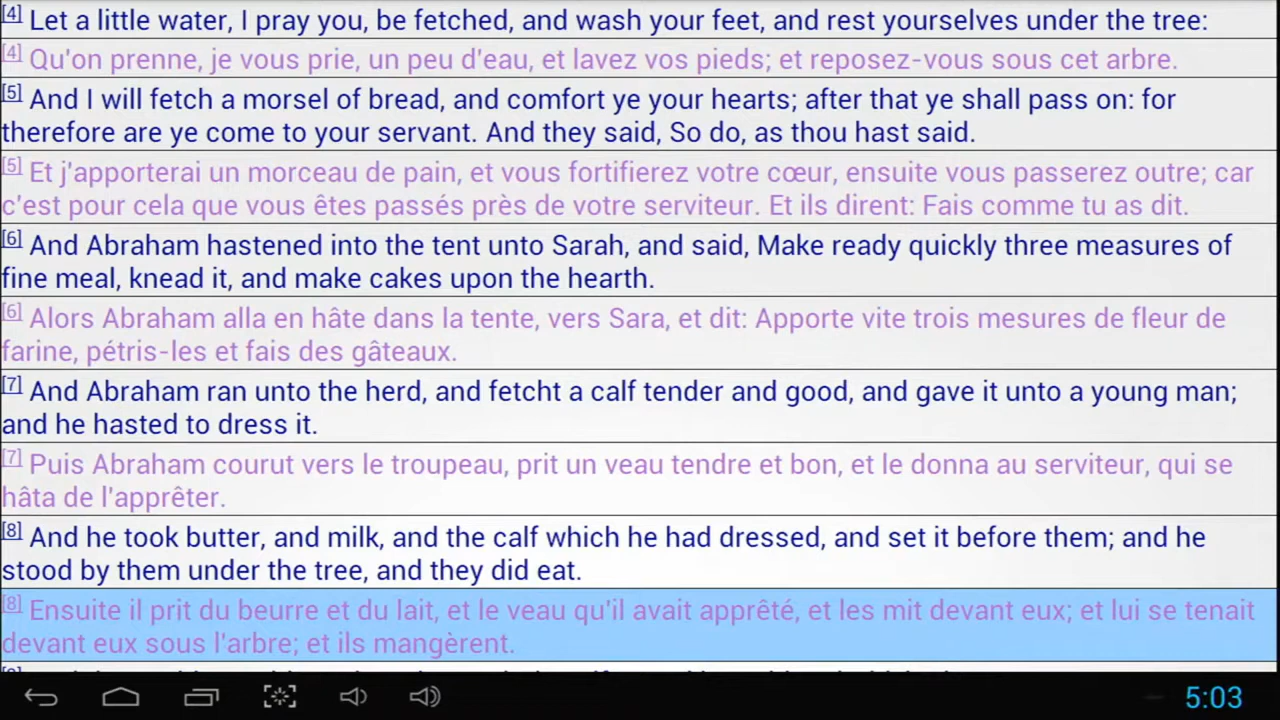 [4] Let a little water, I pray you, be fetched, and wash your feet, and rest yourselves under the tree:
[4] Qu'on prenne, je vous prie, un peu d'eau, et lavez vos pieds; et reposez-vous sous cet arbre.
[5] And I will fetch a morsel of bread, and comfort ye your hearts; after that ye shall pass on: for
therefore are ye come to your servant. And they said, So do, as thou hast said.
[5] Et j'apporterai un morceau de pain, et vous fortifierez votre cœur, ensuite vous passerez outre; car
c'est pour cela que vous êtes passés près de votre serviteur. Et ils dirent: Fais comme tu as dit.
[6] And Abraham hastened into the tent unto Sarah, and said, Make ready quickly three measures of
fine meal, knead it, and make cakes upon the hearth.
[6] Alors Abraham alla en hâte dans la tente, vers Sara, et dit: Apporte vite trois mesures de fleur de
farine, pétris-les et fais des gâteaux.
[7] And Abraham ran unto the herd, and fetcht a calf tender and good, and gave it unto a young man;
and he hasted to dress it.
[7] Puis Abraham courut vers le troupeau, prit un veau tendre et bon, et le donna au serviteur, qui se
hâta de l'apprêter.
[8] And he took butter, and milk, and the calf which he had dressed, and set it before them; and he
stood by them under the tree, and they did eat.
[8] Ensuite il prit du beurre et du lait, et le veau qu'il avait apprêté, et les mit devant eux; et lui se tenait
devant eux sous l'arbre; et ils mangèrent.
5:03